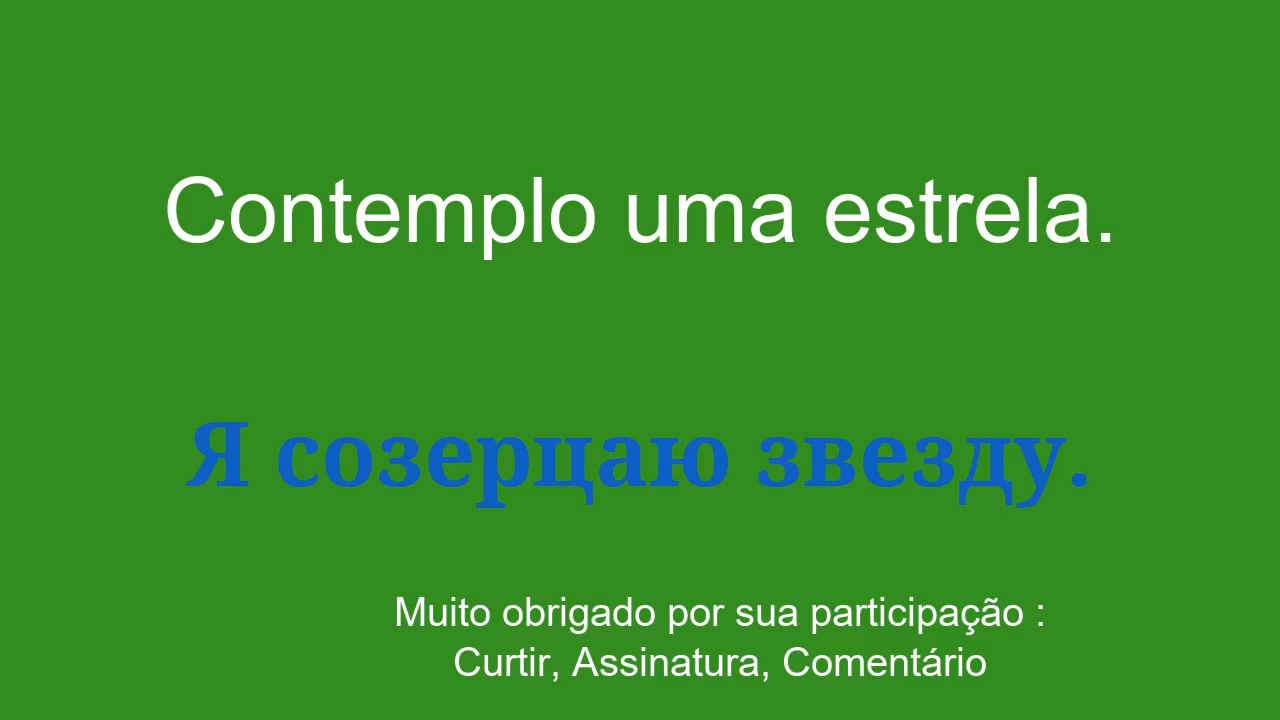 Contemplo uma estrela.
Я созерцаю звезду.
Muito obrigado por sua participação :
Curtir, Assinatura, Comentário